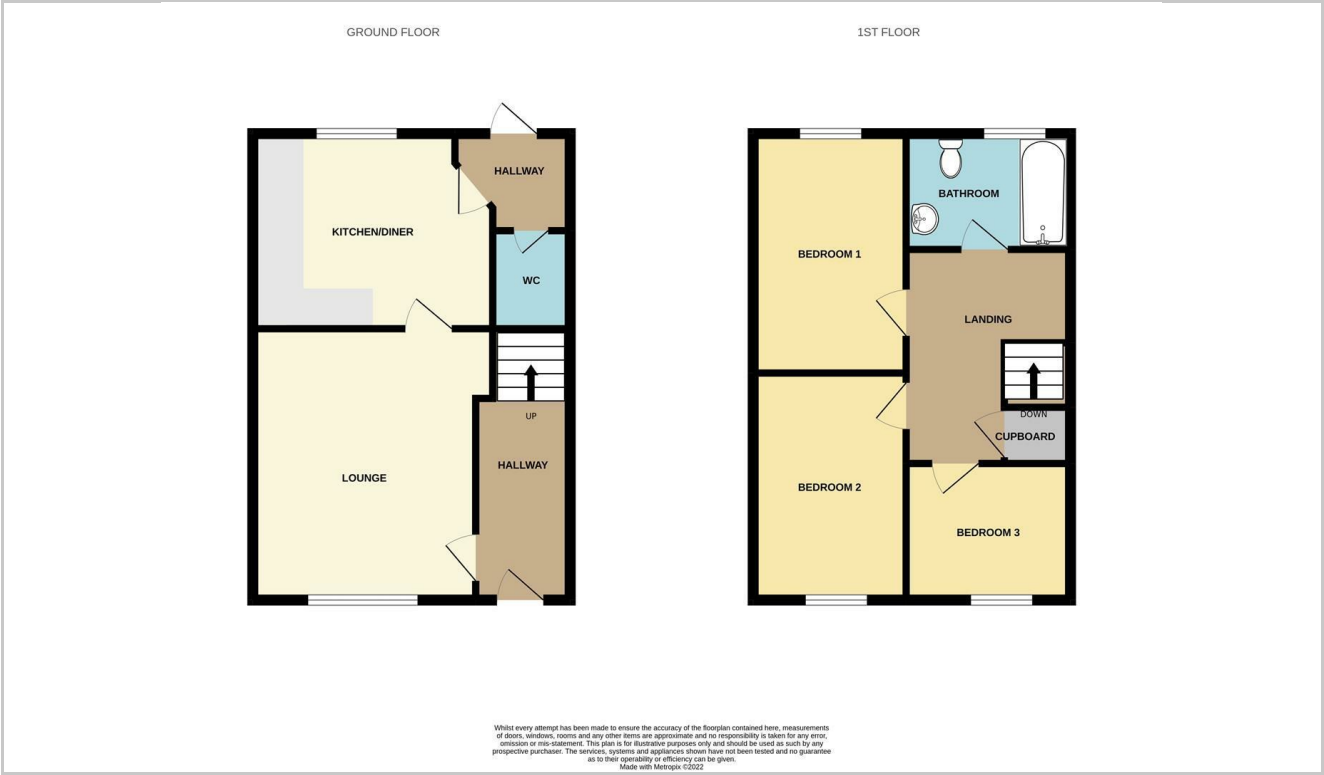 GROUND FLOOR
1ST FLOOR
HALLWAY
KITCHEN/DINER
WC
UP
HALLWAY
LOUNGE
BATHROOM
BEDROOM 1
LANDING
DOWN
CUPBOARD
BEDROOM 2
BEDROOM 3
Whilst every attempt has been made to ensure the accuracy of the floorplan contained here, measurements
of doors, windows, rooms and any other items are approximate and no responsibility is taken for any error,
omission or mis-statement. This plan is for illustrative purposes only and should be used as such by any
prospective purchaser. The services, systems and appliances shown have not been tested and no guarantee
as to their operability or efficiency can be given.
Made with Metropix ©2022